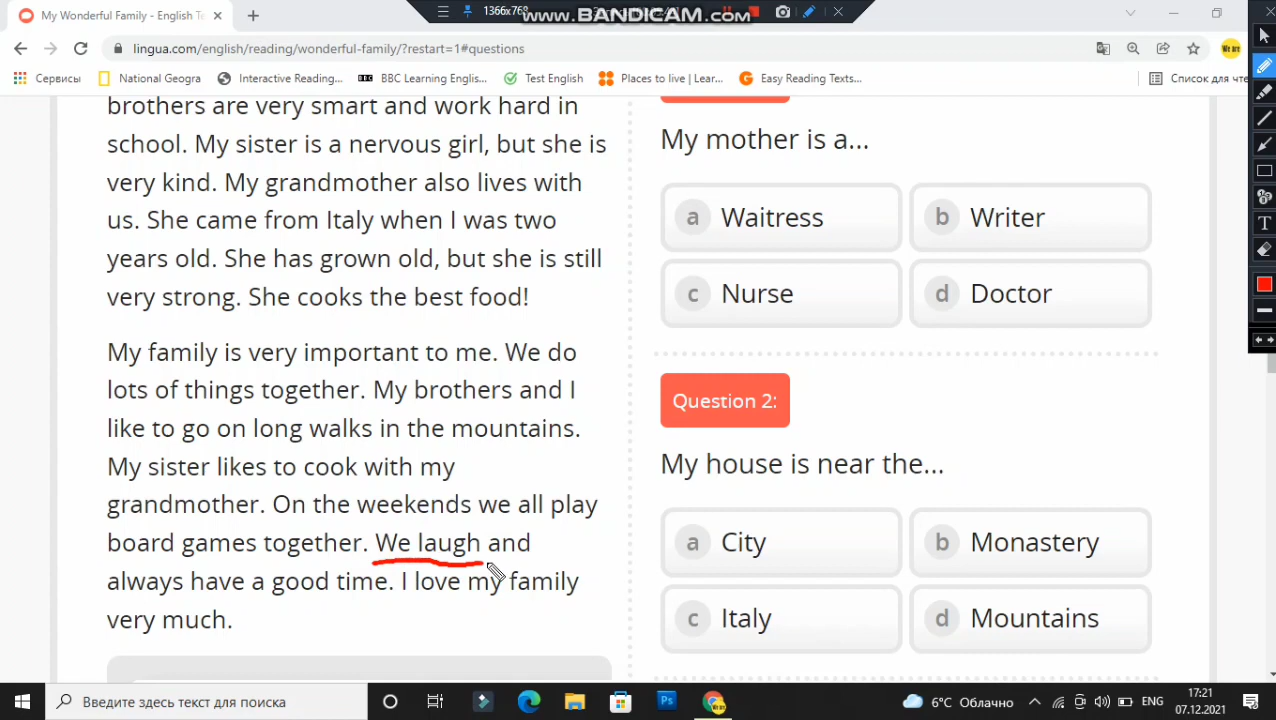 My Wonderful Family - English Te
1366x768
www.BANDICAM.com
lingua.com/english/reading/wonderful-family/?restart=1#questions
We are
Сервисы
National Geogra
Interactive Reading...
BBC
BBC Learning Englis...
Test English
Places to live | Lear...
Easy Reading Texts...
Список для чте
brothers are very smart and work hard in
school. My sister is a nervous girl, but she is
very kind. My grandmother also lives with
us. She came from Italy when I was two
years old. She has grown old, but she is still
very strong. She cooks the best food!
My family is very important to me. We do
lots of things together. My brothers and I
like to go on long walks in the mountains.
My sister likes to cook with my
grandmother. On the weekends we all play
board games together. We laugh and
always have a good time. I love my family
very much.
My mother is a...
a Waitress
b Writer
c Nurse
d Doctor
Question 2:
My house is near the...
a City
b Monastery
c Italy
d Mountains
Введите здесь текст для поиска
Ps
6°C Облачно
ENG
17:21
07.12.2021